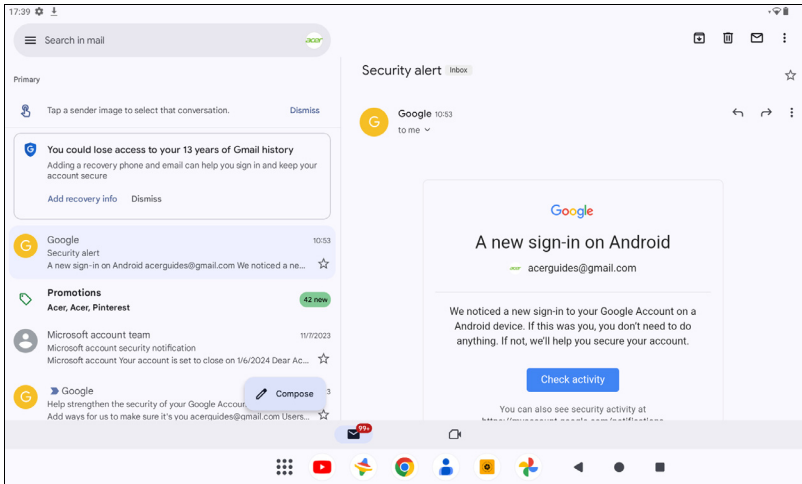 17:39
Search in mail
acer
Primary
Tap a sender image to select that conversation.
Dismiss
You could lose access to your 13 years of Gmail history
Adding a recovery phone and email can help you sign in and keep your
account secure
Add recovery info
Dismiss
G
Google
10:53
Security alert
A new sign-in on Android acerguides@gmail.com We noticed a ne...
Promotions
Acer, Acer, Pinterest
42 new
Microsoft account team
11/7/2023
Microsoft account security notification
Microsoft account Your account is set to close on 1/6/2024 Dear Ac...
G
Google
3
Help strengthen the security of your Google Accoun
Add ways for us to make sure it's you acerguides@gmail.com Users...
Compose
Security alert
Inbox
G
Google 10:53
to me
Google
A new sign-in on Android
acer acerguides@gmail.com
We noticed a new sign-in to your Google Account on a
Android device. If this was you, you don't need to do
anything. If not, we'll help you secure your account.
Check activity
You can also see security activity at
https://myaccount.google.com/notifications
99+